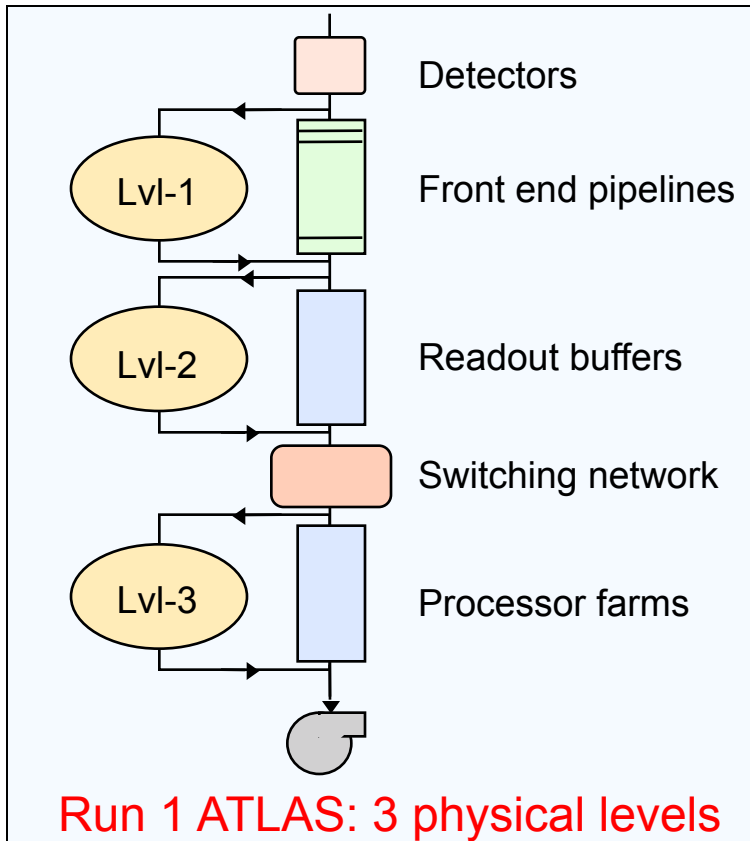 Detectors
Lvl-1
Front end pipelines
Lvl-2
Readout buffers
Switching network
Lvl-3
Processor farms
Run 1 ATLAS: 3 physical levels